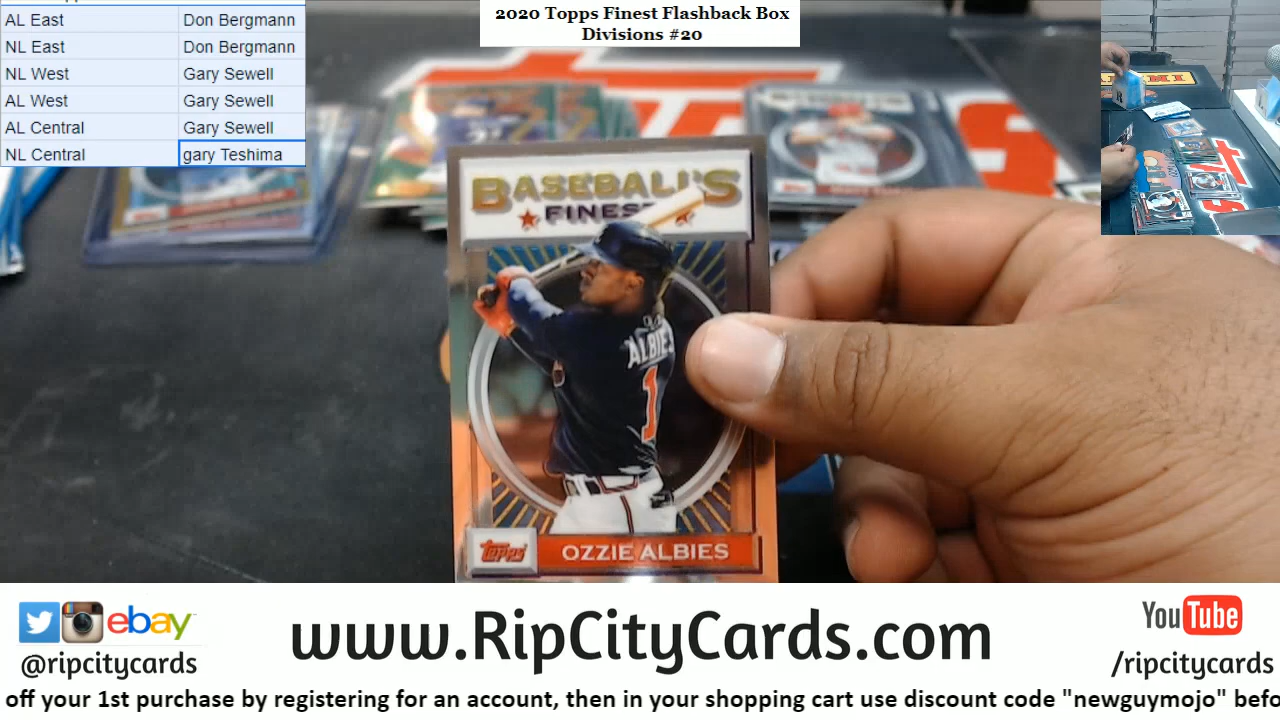 AL East Don Bergmann
NL East Don Bergmann
NL West Gary Sewell
AL West Gary Sewell
AL Central Gary Sewell
NL Central gary Teshima
2020 Topps Finest Flashback Box
Divisions #20
BASEBALL'S
FINEST
ALBIES
1
TOPPS OZZIE ALBIES
ebay
@ripcitycards
www.RipCityCards.com
YouTube
/ripcitycards
off your 1st purchase by registering for an account, then in your shopping cart use discount code "newguymojo" befo